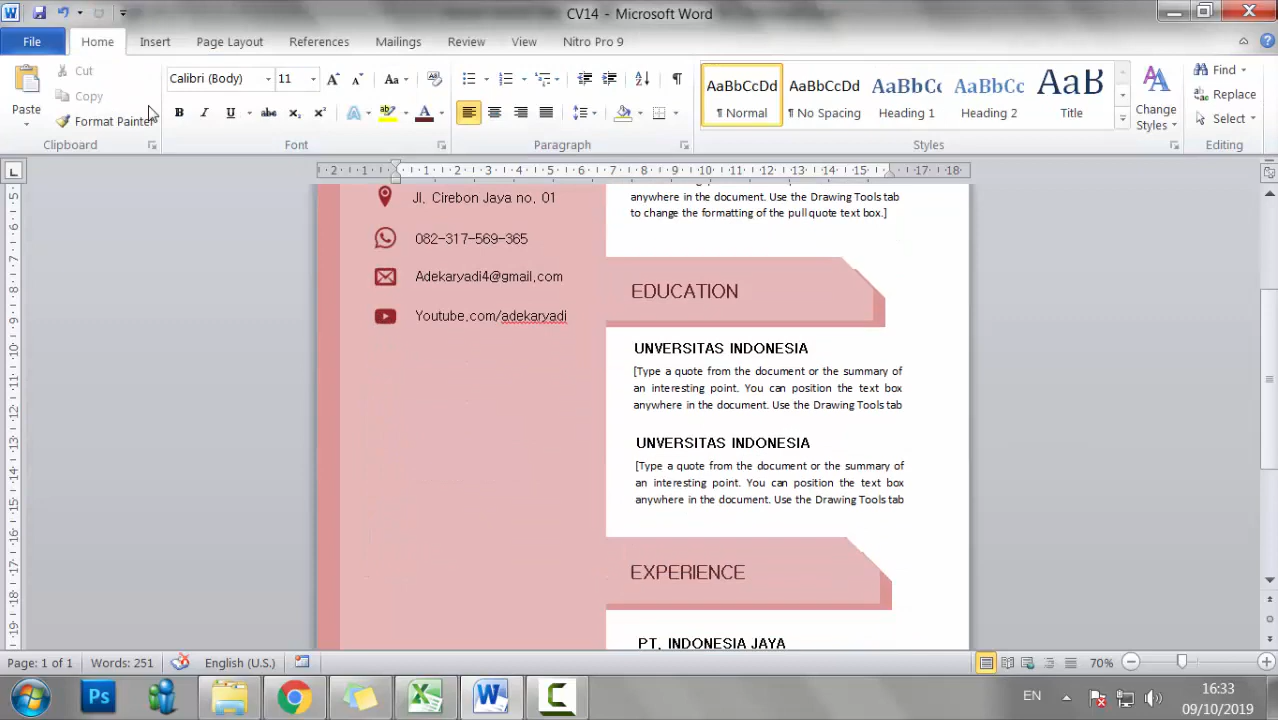 CV14 - Microsoft Word
File Home Insert Page Layout References Mailings Review View Nitro Pro 9
Paste
Cut
Copy
Format Painter
Clipboard
Calibri (Body) 11
Font
Paragraph
AaBbCcDd AaBbCcDd AaBbCc AaBbCc AaB
¶ Normal ¶ No Spacing Heading 1 Heading 2 Title
Change Styles
Styles
Find
Replace
Select
Editing
Jl. Cirebon Jaya no. 01
082-317-569-365
Adekaryadi4@gmail.com
Youtube.com/adekaryadi
anywhere in the document. Use the Drawing Tools tab
to change the formatting of the pull quote text box.]
EDUCATION
UNVERSITAS INDONESIA
[Type a quote from the document or the summary of
an interesting point. You can position the text box
anywhere in the document. Use the Drawing Tools tab
UNVERSITAS INDONESIA
[Type a quote from the document or the summary of
an interesting point. You can position the text box
anywhere in the document. Use the Drawing Tools tab
EXPERIENCE
PT. INDONESIA JAYA
Page: 1 of 1 Words: 251 English (U.S.) 70%
Ps
EN
16:33
09/10/2019